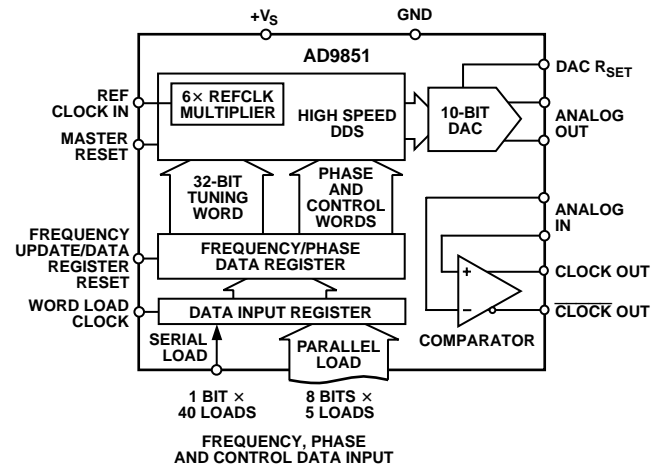 +VS
GND
AD9851
DAC RSET
REF
CLOCK IN
6× REFCLK
MULTIPLIER
HIGH SPEED
DDS
10-BIT
DAC
ANALOG
OUT
MASTER
RESET
32-BIT
TUNING
WORD
PHASE
AND
CONTROL
WORDS
ANALOG
IN
FREQUENCY
UPDATE/DATA
REGISTER
RESET
FREQUENCY/PHASE
DATA REGISTER
+
CLOCK OUT
WORD LOAD
CLOCK
DATA INPUT REGISTER
–
CLOCK OUT
COMPARATOR
SERIAL
LOAD
PARALLEL
LOAD
1 BIT ×
40 LOADS
8 BITS ×
5 LOADS
FREQUENCY, PHASE
AND CONTROL DATA INPUT